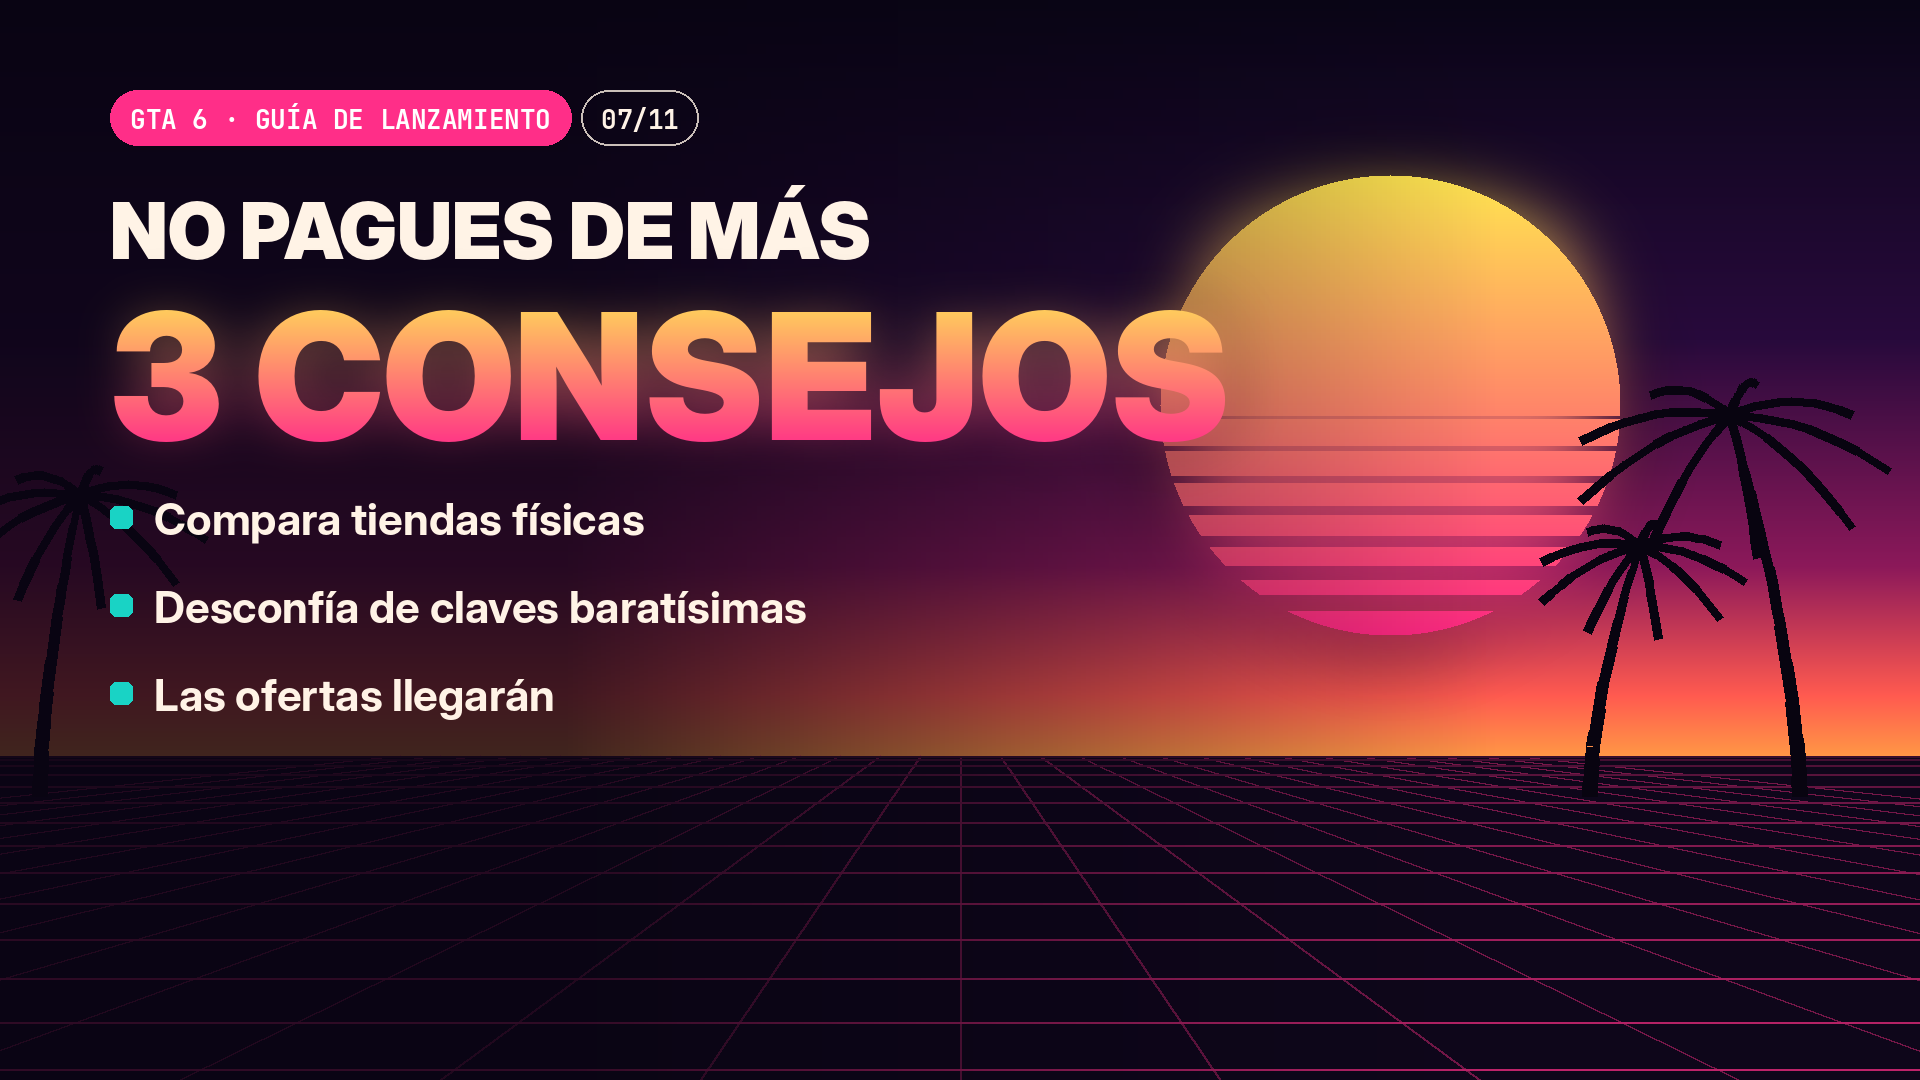 GTA 6 · GUÍA DE LANZAMIENTO 07/11
NO PAGUES DE MÁS
3 CONSEJOS
Compara tiendas físicas
Desconfía de claves baratísimas
Las ofertas llegarán